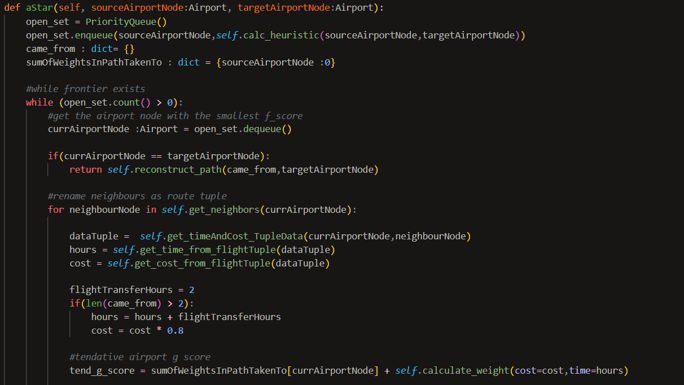 def aStar(self, sourceAirportNode:Airport, targetAirportNode:Airport):
open_set = PriorityQueue()
open_set.enqueue(sourceAirportNode,self.calc_heuristic(sourceAirportNode,targetAirportNode))
came_from : dict= {}
sumOfWeightsInPathTakenTo : dict = {sourceAirportNode :0}
#while frontier exists
while (open_set.count() > 0):
#get the airport node with the smallest f_score
currAirportNode :Airport = open_set.dequeue()
if(currAirportNode == targetAirportNode):
return self.reconstruct_path(came_from,targetAirportNode)
#rename neighbours as route tuple
for neighbourNode in self.get_neighbors(currAirportNode):
dataTuple =  self.get_timeAndCost_TupleData(currAirportNode,neighbourNode)
hours = self.get_time_from_flightTuple(dataTuple)
cost = self.get_cost_from_flightTuple(dataTuple)
flightTransferHours = 2
if(len(came_from) > 2):
hours = hours + flightTransferHours
cost = cost * 0.8
#tendative airport g score
tend_g_score = sumOfWeightsInPathTakenTo[currAirportNode] + self.calculate_weight(cost=cost,time=hours)